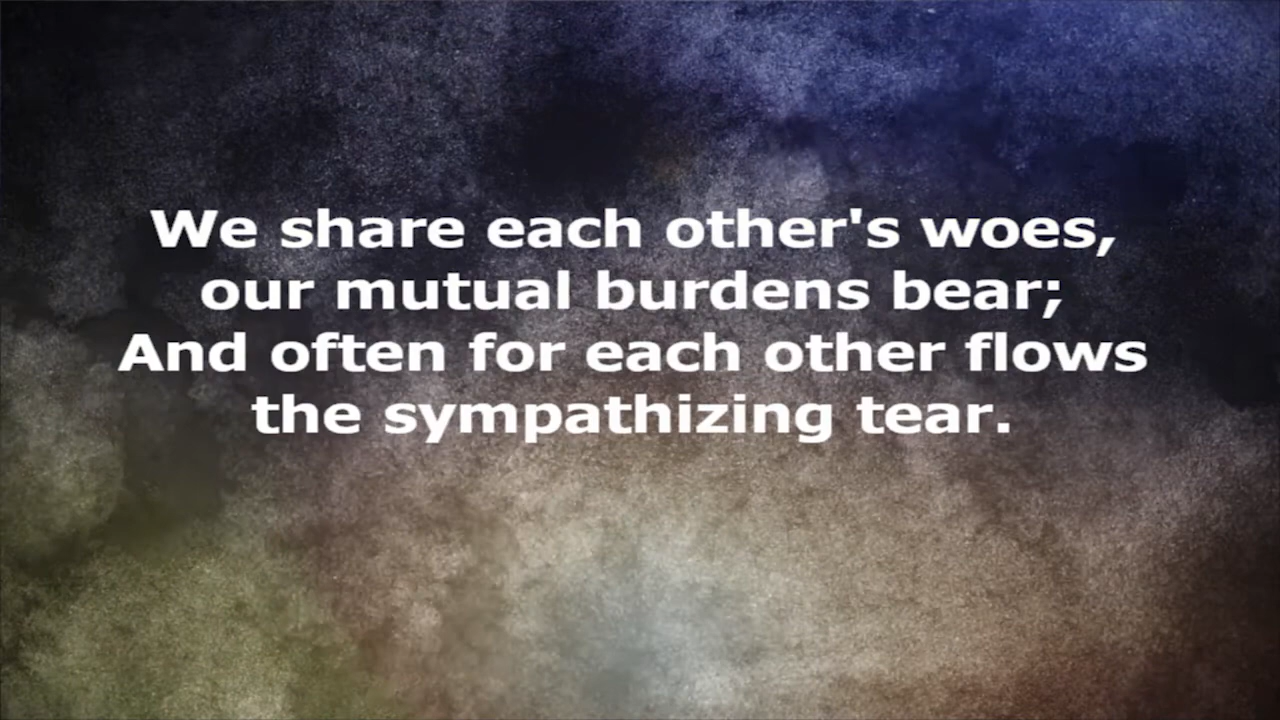 We share each other's woes,
our mutual burdens bear;
And often for each other flows
the sympathizing tear.